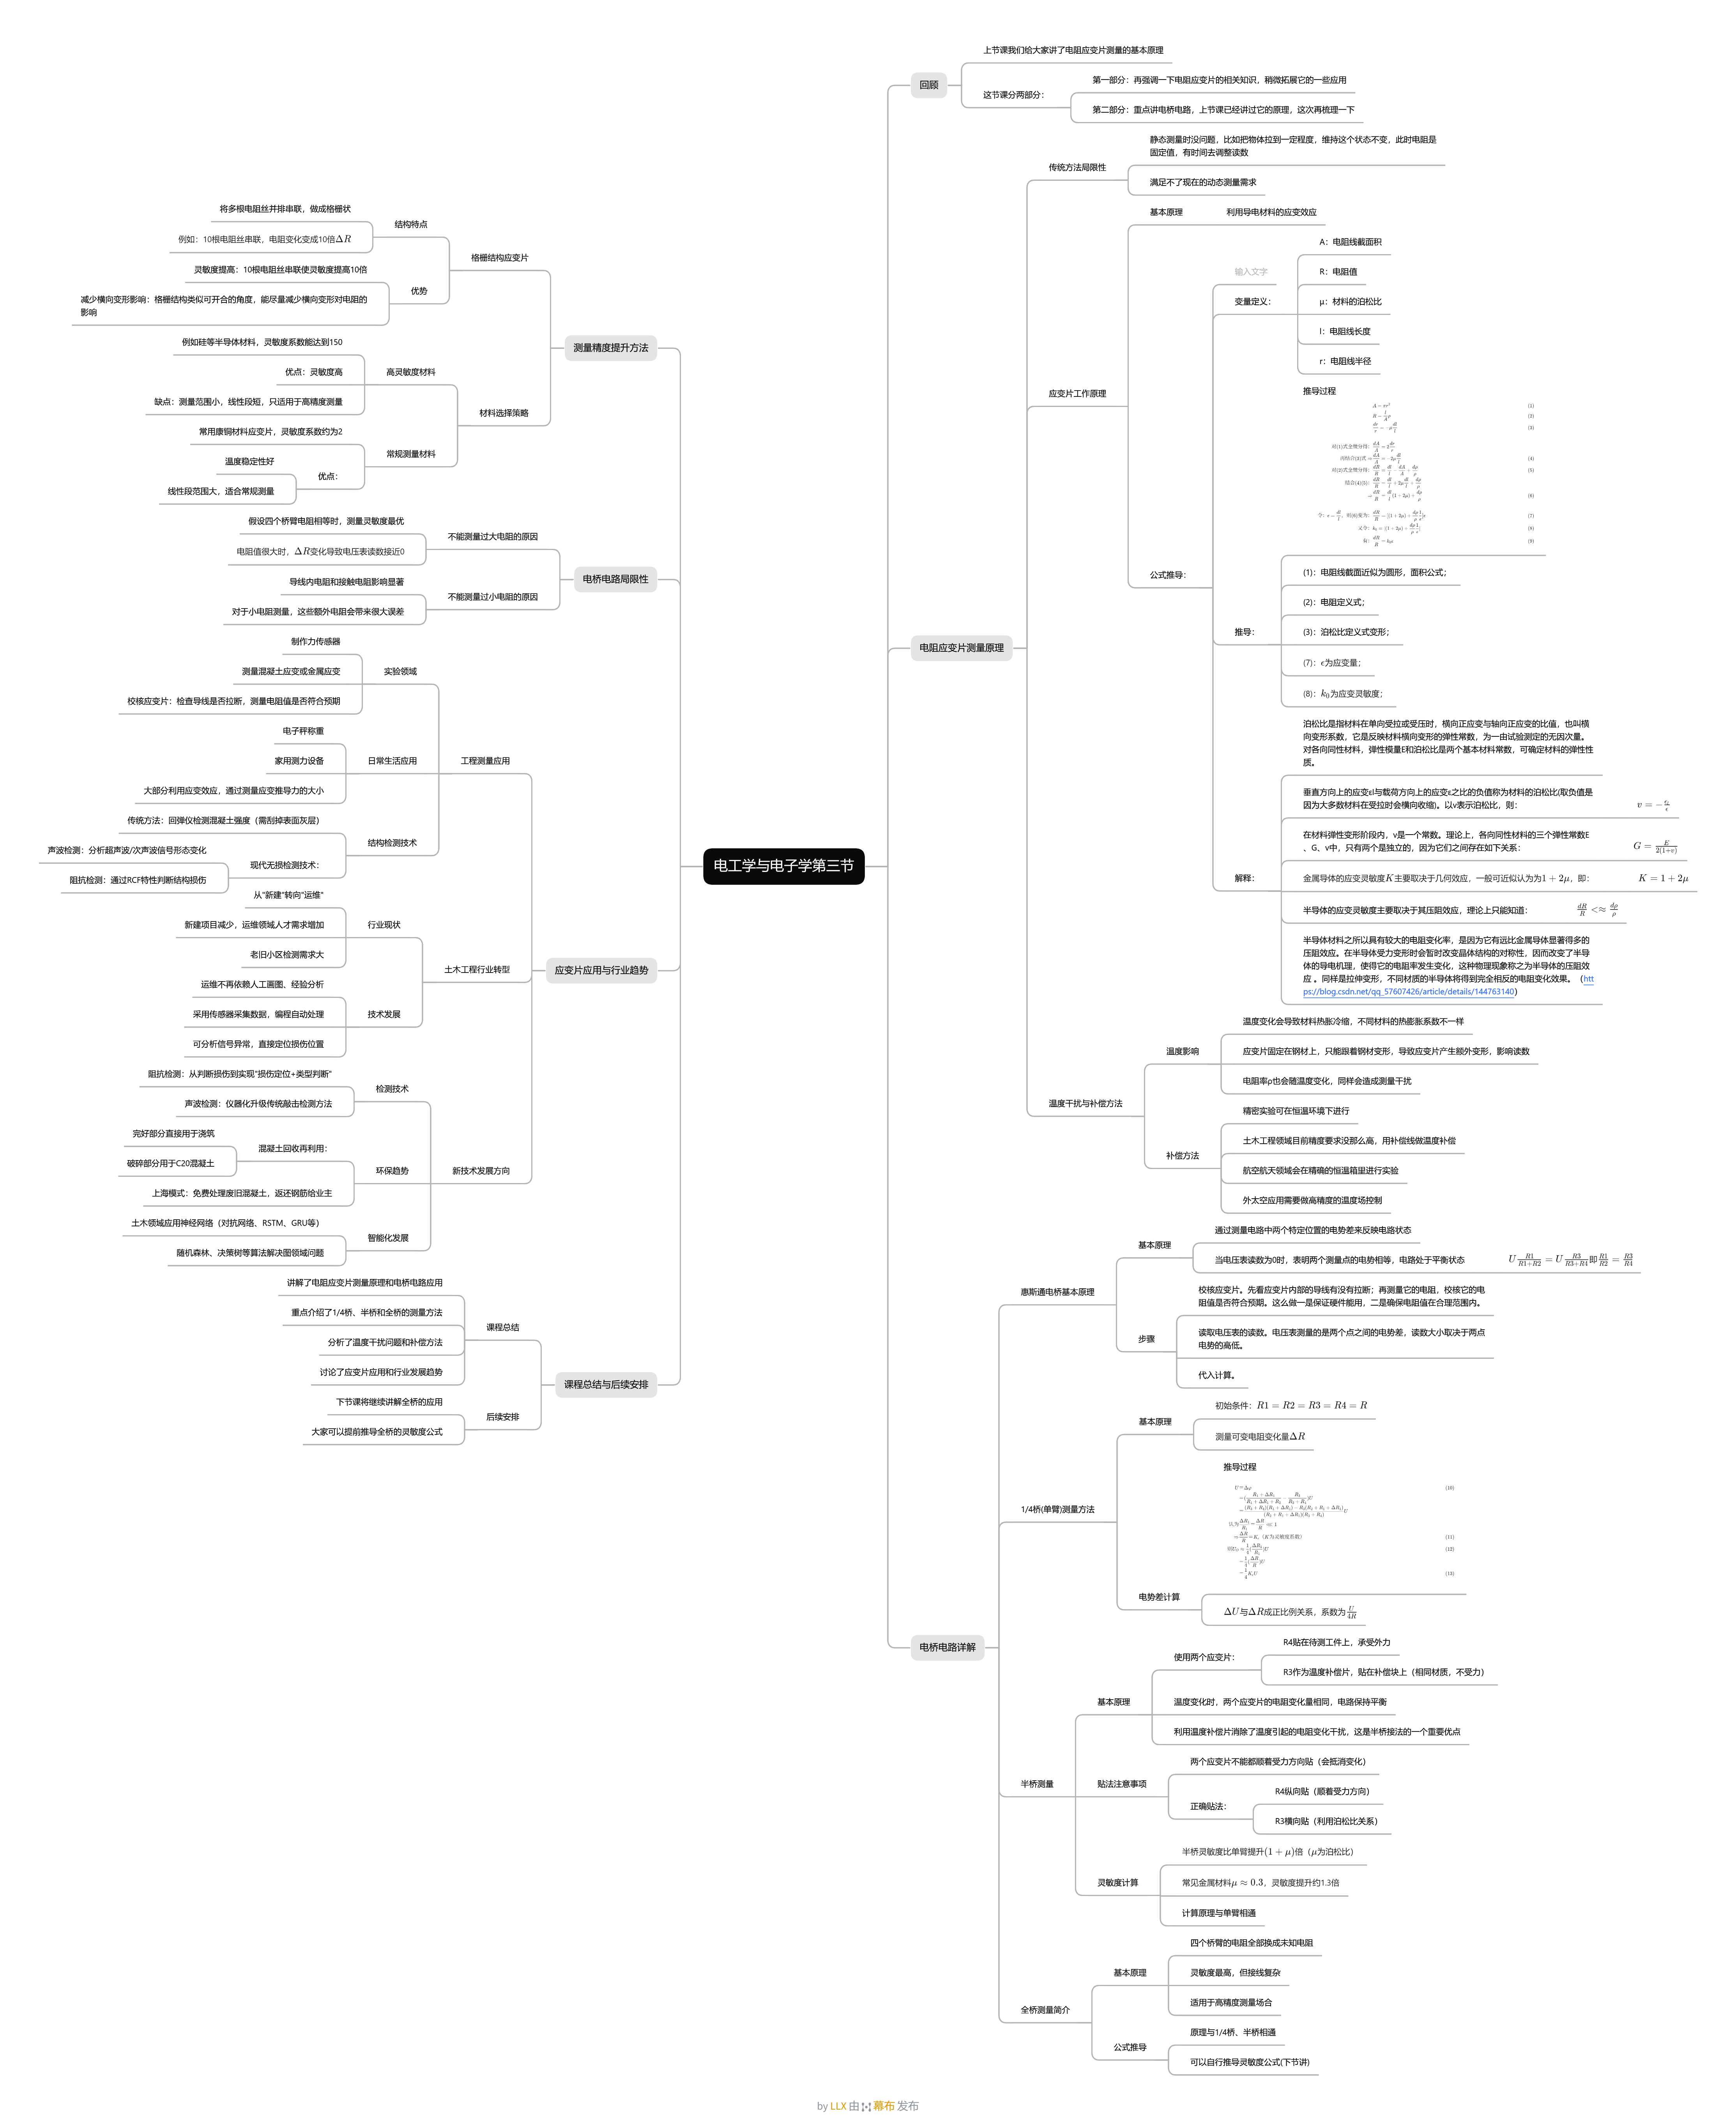 电工学与电子学第三节
回顾
上节课我们给大家讲了电阻应变片测量的基本原理
这节课分两部分：
第一部分：再强调一下电阻应变片的相关知识，稍微拓展它的一些应用
第二部分：重点讲电桥电路，上节课已经讲过它的原理，这次再梳理一下
电阻应变片测量原理
传统方法局限性
静态测量时没问题，比如把物体拉到一定程度，维持这个状态不变，此时电阻是
固定值，有时间去调整读数
满足不了现在的动态测量需求
应变片工作原理
基本原理
利用导电材料的应变效应
公式推导：
输入文字
变量定义：
A：电阻线截面积
R：电阻值
μ：材料的泊松比
l：电阻线长度
r：电阻线半径
推导：
推导过程
(1)：电阻线截面近似为圆形，面积公式；
(2)：电阻定义式；
(3)：泊松比定义式变形；
(7)：ϵ为应变量；
(8)：k₀为应变灵敏度；
解释：
泊松比是指材料在单向受拉或受压时，横向正应变与轴向正应变的比值，也叫横
向变形系数，它是反映材料横向变形的弹性常数，为一由试验测定的无因次量。
对各向同性材料，弹性模量E和泊松比是两个基本材料常数，可确定材料的弹性性
质。
垂直方向上的应变εl与载荷方向上的应变ε之比的负值称为材料的泊松比(取负值是
因为大多数材料在受拉时会横向收缩)。以v表示泊松比，则：
在材料弹性变形阶段内，v是一个常数。理论上，各向同性材料的三个弹性常数E
、G、v中，只有两个是独立的，因为它们之间存在如下关系：
G = E/2(1+v)
金属导体的应变灵敏度K主要取决于几何效应，一般可近似认为为1 + 2μ，即：
K = 1 + 2μ
半导体的应变灵敏度主要取决于其压阻效应，理论上只能知道：
dR/R <≈ dρ/ρ
半导体材料之所以具有较大的电阻变化率，是因为它有远比金属导体显著得多的
压阻效应。在半导体受力变形时会暂时改变晶体结构的对称性，因而改变了半导
体的导电机理，使得它的电阻率发生变化，这种物理现象称之为半导体的压阻效
应 。同样是拉伸变形，不同材质的半导体将得到完全相反的电阻变化效果。（htt
ps://blog.csdn.net/qq_57607426/article/details/144763140）
温度干扰与补偿方法
温度影响
温度变化会导致材料热胀冷缩，不同材料的热膨胀系数不一样
应变片固定在钢材上，只能跟着钢材变形，导致应变片产生额外变形，影响读数
电阻率ρ也会随温度变化，同样会造成测量干扰
补偿方法
精密实验可在恒温环境下进行
土木工程领域目前精度要求没那么高，用补偿线做温度补偿
航空航天领域会在精确的恒温箱里进行实验
外太空应用需要做高精度的温度场控制
电桥电路详解
惠斯通电桥基本原理
基本原理
通过测量电路中两个特定位置的电势差来反映电路状态
当电压表读数为0时，表明两个测量点的电势相等，电路处于平衡状态
U R1/R1+R2 = U R3/R3+R4 即 R1/R2 = R3/R4
步骤
校核应变片。先看应变片内部的导线有没有拉断；再测量它的电阻，校核它的电
阻值是否符合预期。这么做一是保证硬件能用，二是确保电阻值在合理范围内。
读取电压表的读数。电压表测量的是两个点之间的电势差，读数大小取决于两点
电势的高低。
代入计算。
1/4桥(单臂)测量方法
基本原理
初始条件：R1 = R2 = R3 = R4 = R
测量可变电阻变化量ΔR
电势差计算
推导过程
ΔU与ΔR成正比例关系，系数为U/4R
半桥测量
基本原理
使用两个应变片：
R4贴在待测工件上，承受外力
R3作为温度补偿片，贴在补偿块上（相同材质，不受力）
温度变化时，两个应变片的电阻变化量相同，电路保持平衡
利用温度补偿片消除了温度引起的电阻变化干扰，这是半桥接法的一个重要优点
贴法注意事项
两个应变片不能都顺着受力方向贴（会抵消变化）
正确贴法：
R4纵向贴（顺着受力方向）
R3横向贴（利用泊松比关系）
灵敏度计算
半桥灵敏度比单臂提升(1 + μ)倍（μ为泊松比）
常见金属材料μ ≈ 0.3，灵敏度提升约1.3倍
计算原理与单臂相通
全桥测量简介
基本原理
四个桥臂的电阻全部换成未知电阻
灵敏度最高，但接线复杂
适用于高精度测量场合
公式推导
原理与1/4桥、半桥相通
可以自行推导灵敏度公式(下节讲)
测量精度提升方法
格栅结构应变片
结构特点
将多根电阻丝并排串联，做成格栅状
例如：10根电阻丝串联，电阻变化变成10倍ΔR
优势
灵敏度提高：10根电阻丝串联使灵敏度提高10倍
减少横向变形影响：格栅结构类似可开合的角度，能尽量减少横向变形对电阻的
影响
材料选择策略
高灵敏度材料
例如硅等半导体材料，灵敏度系数能达到150
优点：灵敏度高
缺点：测量范围小，线性段短，只适用于高精度测量
常规测量材料
常用康铜材料应变片，灵敏度系数约为2
优点：
温度稳定性好
线性段范围大，适合常规测量
电桥电路局限性
不能测量过大电阻的原因
假设四个桥臂电阻相等时，测量灵敏度最优
电阻值很大时，ΔR变化导致电压表读数接近0
不能测量过小电阻的原因
导线内电阻和接触电阻影响显著
对于小电阻测量，这些额外电阻会带来很大误差
应变片应用与行业趋势
工程测量应用
实验领域
制作力传感器
测量混凝土应变或金属应变
校核应变片：检查导线是否拉断，测量电阻值是否符合预期
日常生活应用
电子秤称重
家用测力设备
大部分利用应变效应，通过测量应变推导力的大小
结构检测技术
传统方法：回弹仪检测混凝土强度（需刮掉表面灰层）
现代无损检测技术：
声波检测：分析超声波/次声波信号形态变化
阻抗检测：通过RCF特性判断结构损伤
土木工程行业转型
行业现状
从"新建"转向"运维"
新建项目减少，运维领域人才需求增加
老旧小区检测需求大
技术发展
运维不再依赖人工画图、经验分析
采用传感器采集数据，编程自动处理
可分析信号异常，直接定位损伤位置
新技术发展方向
检测技术
阻抗检测：从判断损伤到实现"损伤定位+类型判断"
声波检测：仪器化升级传统敲击检测方法
环保趋势
混凝土回收再利用：
完好部分直接用于浇筑
破碎部分用于C20混凝土
上海模式：免费处理废旧混凝土，返还钢筋给业主
智能化发展
土木领域应用神经网络（对抗网络、RSTM、GRU等）
随机森林、决策树等算法解决图领域问题
课程总结与后续安排
课程总结
讲解了电阻应变片测量原理和电桥电路应用
重点介绍了1/4桥、半桥和全桥的测量方法
分析了温度干扰问题和补偿方法
讨论了应变片应用和行业发展趋势
后续安排
下节课将继续讲解全桥的应用
大家可以提前推导全桥的灵敏度公式
by LLX 由 幕布 发布